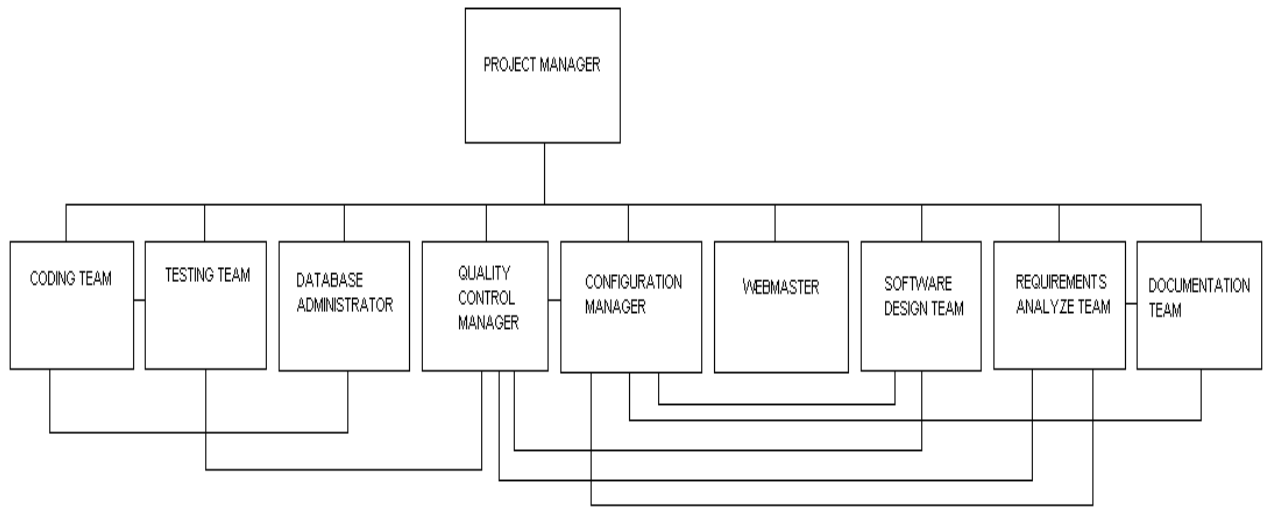 PROJECT MANAGER
CODING TEAM
TESTING TEAM
DATABASE
ADMINISTRATOR
QUALITY
CONTROL
MANAGER
CONFIGURATION
MANAGER
WEBMASTER
SOFTWARE
DESIGN TEAM
REQUIREMENTS
ANALYZE TEAM
DOCUMENTATION
TEAM